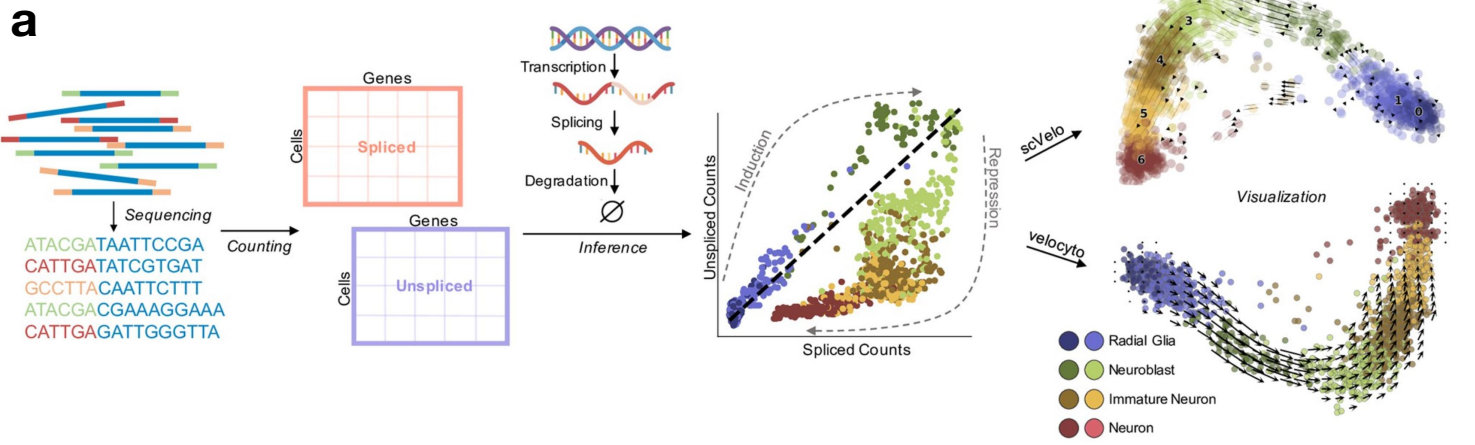 a
Sequencing
ATACGATAATTCCGA
CATTGATATCGTGAT
GCCTTACAATTCTTT
ATACGACGAAAGGAAA
CATTGAGATTGGGTTA
Counting
Genes
Cells
Spliced
Genes
Cells
Unspliced
Transcription
Splicing
Degradation
Inference
Unspliced Counts
Spliced Counts
Induction
Repression
scVelo
velocyto
Visualization
3
2
4
1
0
5
6
Radial Glia
Neuroblast
Immature Neuron
Neuron